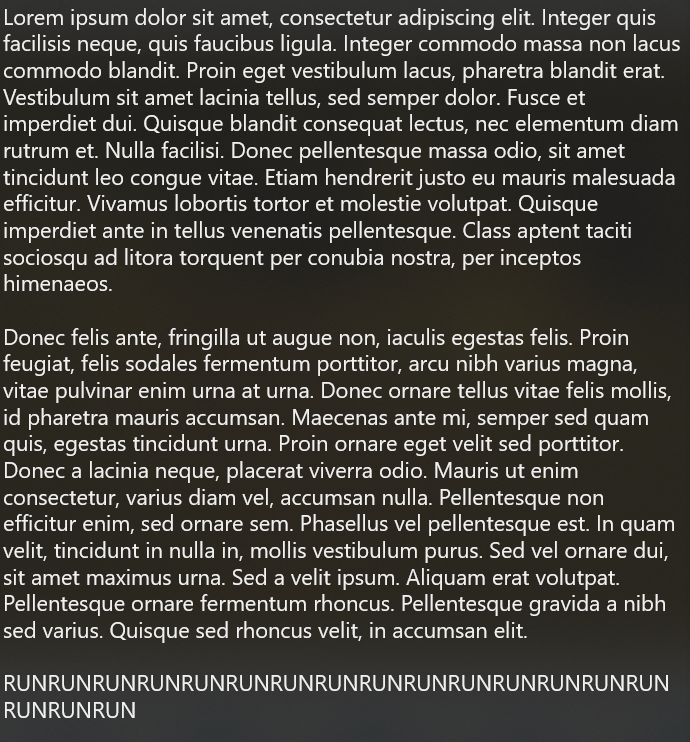 Lorem ipsum dolor sit amet, consectetur adipiscing elit. Integer quis
facilisis neque, quis faucibus ligula. Integer commodo massa non lacus
commodo blandit. Proin eget vestibulum lacus, pharetra blandit erat.
Vestibulum sit amet lacinia tellus, sed semper dolor. Fusce et
imperdiet dui. Quisque blandit consequat lectus, nec elementum diam
rutrum et. Nulla facilisi. Donec pellentesque massa odio, sit amet
tincidunt leo congue vitae. Etiam hendrerit justo eu mauris malesuada
efficitur. Vivamus lobortis tortor et molestie volutpat. Quisque
imperdiet ante in tellus venenatis pellentesque. Class aptent taciti
sociosqu ad litora torquent per conubia nostra, per inceptos
himenaeos.

Donec felis ante, fringilla ut augue non, iaculis egestas felis. Proin
feugiat, felis sodales fermentum porttitor, arcu nibh varius magna,
vitae pulvinar enim urna at urna. Donec ornare tellus vitae felis mollis,
id pharetra mauris accumsan. Maecenas ante mi, semper sed quam
quis, egestas tincidunt urna. Proin ornare eget velit sed porttitor.
Donec a lacinia neque, placerat viverra odio. Mauris ut enim
consectetur, varius diam vel, accumsan nulla. Pellentesque non
efficitur enim, sed ornare sem. Phasellus vel pellentesque est. In quam
velit, tincidunt in nulla in, mollis vestibulum purus. Sed vel ornare dui,
sit amet maximus urna. Sed a velit ipsum. Aliquam erat volutpat.
Pellentesque ornare fermentum rhoncus. Pellentesque gravida a nibh
sed varius. Quisque sed rhoncus velit, in accumsan elit.

RUNRUNRUNRUNRUNRUNRUNRUNRUNRUNRUNRUNRUNRUNRUN
RUNRUNRUN